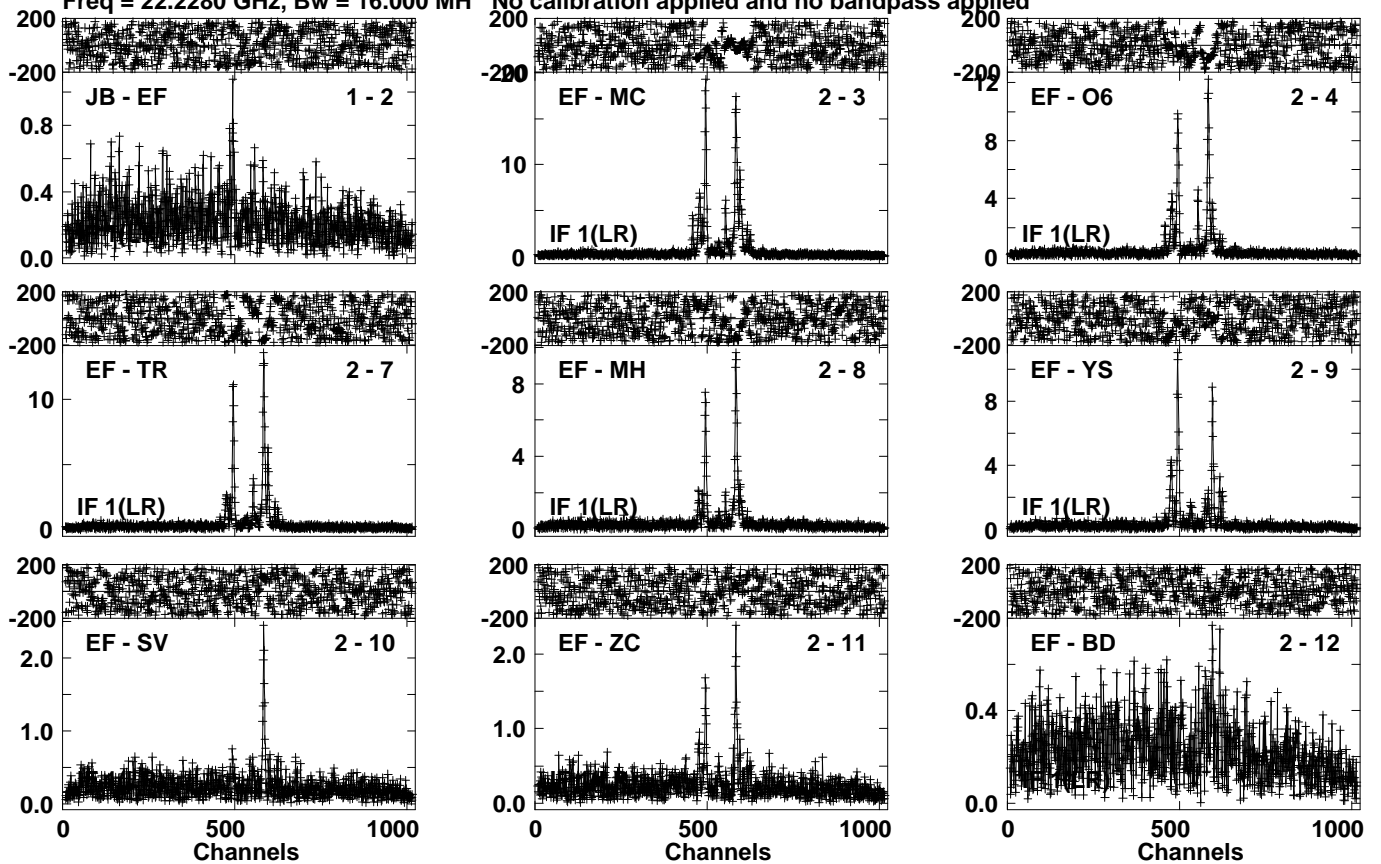 Freq = 22.2280 GHz, Bw = 16.000 MH No calibration applied and no bandpass applied
200 200 200
-200 -200 -200
20 12
JB - EF 1 - 2 EF - MC 2 - 3 EF - O6 2 - 4
0.8 10 8
0.4 4
IF 1(LR) IF 1(LR)
0.0 0 0
200 200 200
-200 -200 -200
EF - TR 2 - 7 EF - MH 2 - 8 EF - YS 2 - 9
10 8 8
4 4
IF 1(LR) IF 1(LR) IF 1(LR)
0 0 0
200 200 200
-200 -200 -200
EF - SV 2 - 10 EF - ZC 2 - 11 EF - BD 2 - 12
2.0 2.0 0.4
1.0 1.0
0.0 0.0 0.0
0 500 1000 0 500 1000 0 500 1000
Channels Channels Channels